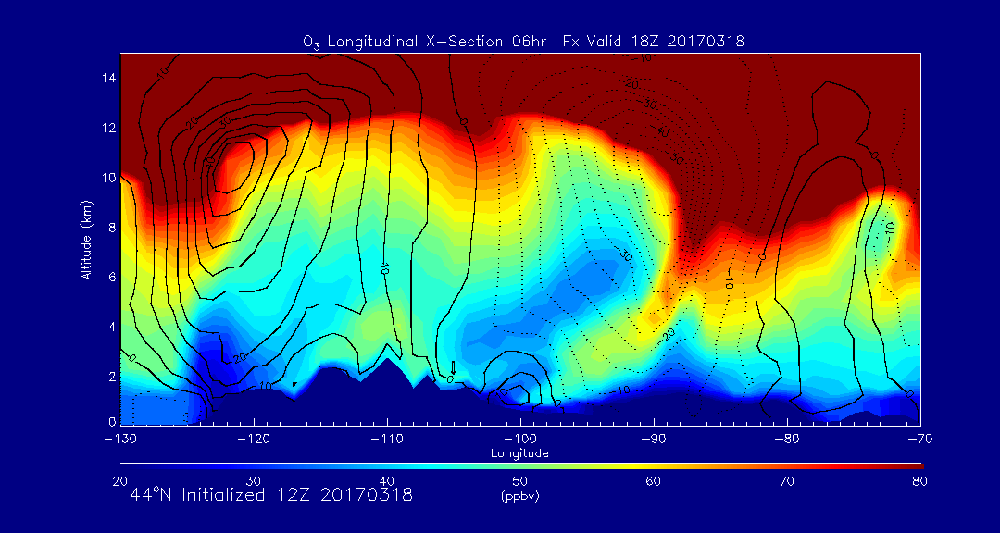 O3 Longitudinal X-Section 06hr Fx Valid 18Z 20170318
Altitude (km)
14
12
10
8
6
4
2
0
-130 -120 -110 -100 -90 -80 -70
Longitude
20 30 40 50 60 70 80
(ppbv)
44°N Initialized 12Z 20170318